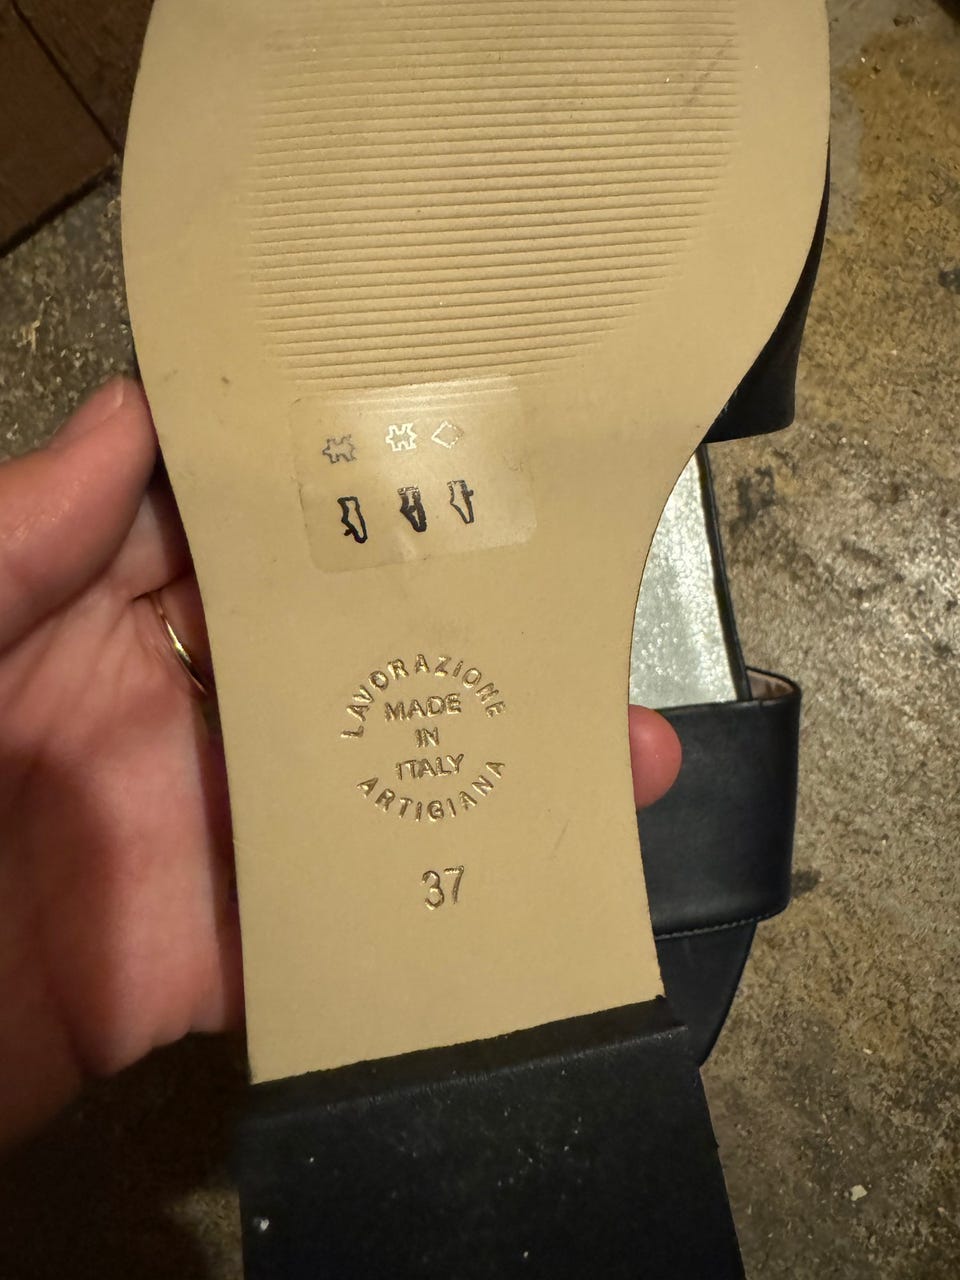 LAVORAZIONE
MADE
IN
ITALY
ARTIGIANA
37